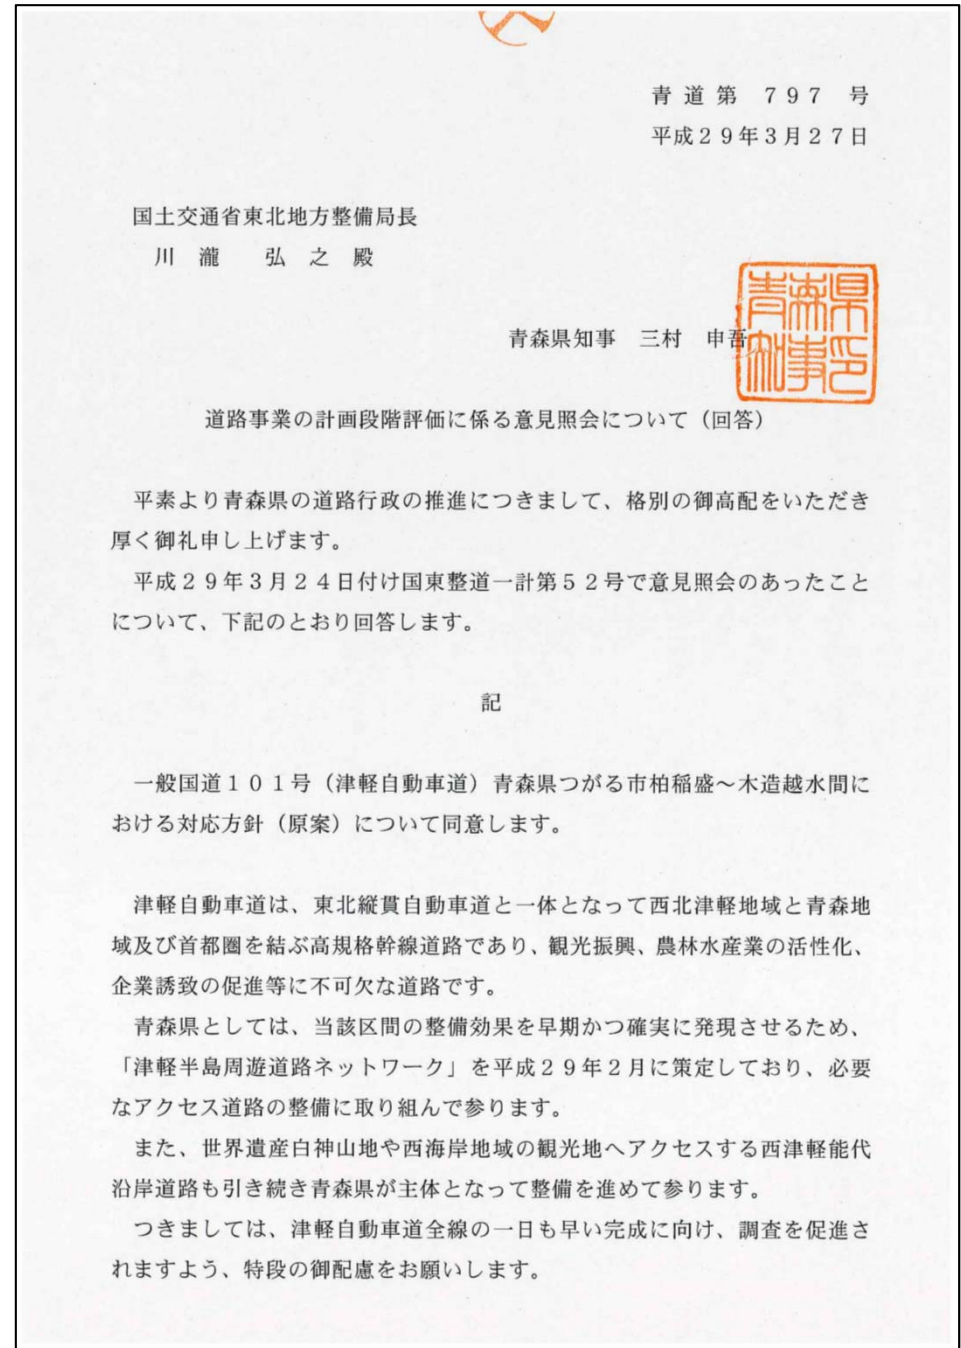 青道第 ７９７ 号
平成２９年３月２７日
国土交通省東北地方整備局長
川瀧 弘之殿
青森県知事 三村 申吾
青森県知事印
道路事業の計画段階評価に係る意見照会について（回答）
平素より青森県の道路行政の推進につきまして、格別の御高配をいただき
厚く御礼申し上げます。
平成２９年３月２４日付け国東整道一計第５２号で意見照会のあったこと
について、下記のとおり回答します。
記
一般国道１０１号（津軽自動車道）青森県つがる市柏稲盛～木造越水間に
おける対応方針（原案）について同意します。
津軽自動車道は、東北縦貫自動車道と一体となって西北津軽地域と青森地
域及び首都圏を結ぶ高規格幹線道路であり、観光振興、農林水産業の活性化、
企業誘致の促進等に不可欠な道路です。
青森県としては、当該区間の整備効果を早期かつ確実に発現させるため、
「津軽半島周遊道路ネットワーク」を平成２９年２月に策定しており、必要
なアクセス道路の整備に取り組んで参ります。
また、世界遺産白神山地や西海岸地域の観光地へアクセスする西津軽能代
沿岸道路も引き続き青森県が主体となって整備を進めて参ります。
つきましては、津軽自動車道全線の一日も早い完成に向け、調査を促進さ
れますよう、特段の御配慮をお願いします。